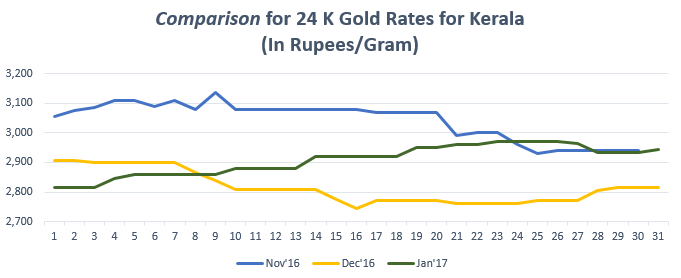 Comparison for 24 K Gold Rates for Kerala
(In Rupees/Gram)
3,200
3,100
3,000
2,900
2,800
2,700
1 2 3 4 5 6 7 8 9 10 11 12 13 14 15 16 17 18 19 20 21 22 23 24 25 26 27 28 29 30 31
Nov'16 Dec'16 Jan'17